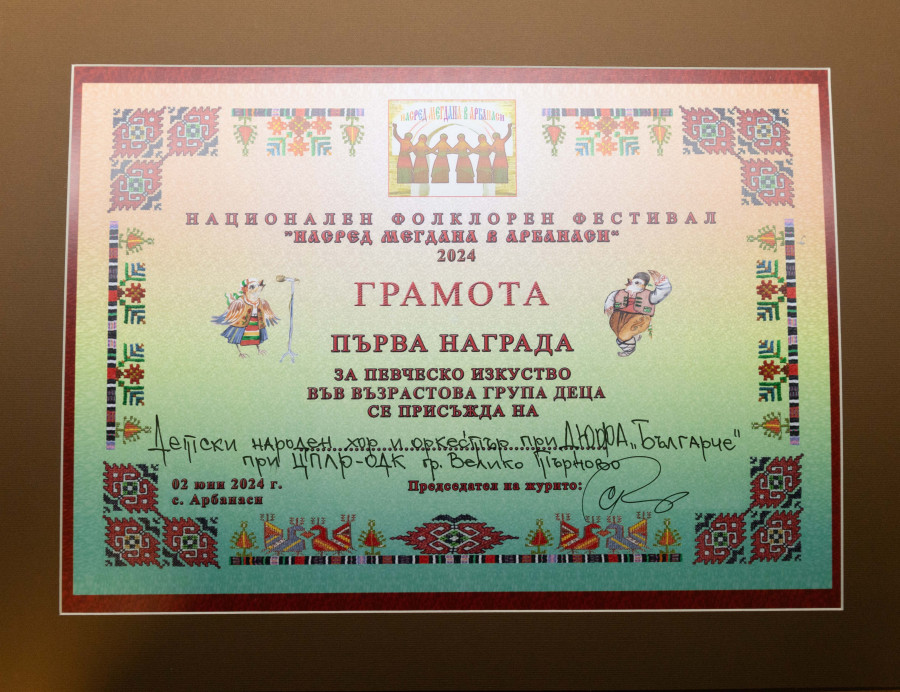 НАСРЕД МЕГДАНА В АРБАНАСИ
НАЦИОНАЛЕН ФОЛКЛОРЕН ФЕСТИВАЛ
"НАСРЕД МЕГДАНА В АРБАНАСИ"
2024
ГРАМОТА
ПЪРВА НАГРАДА
ЗА ПЕВЧЕСКО ИЗКУСТВО
ВЪВ ВЪЗРАСТОВА ГРУПА ДЕЦА
СЕ ПРИСЪЖДА НА
Детски народен хор и оркестър при ДЮФА „Българче"
при ЦПЛР-ОДК гр. Велико Търново
02 юни 2024 г.
с. Арбанаси
Председател на журито: